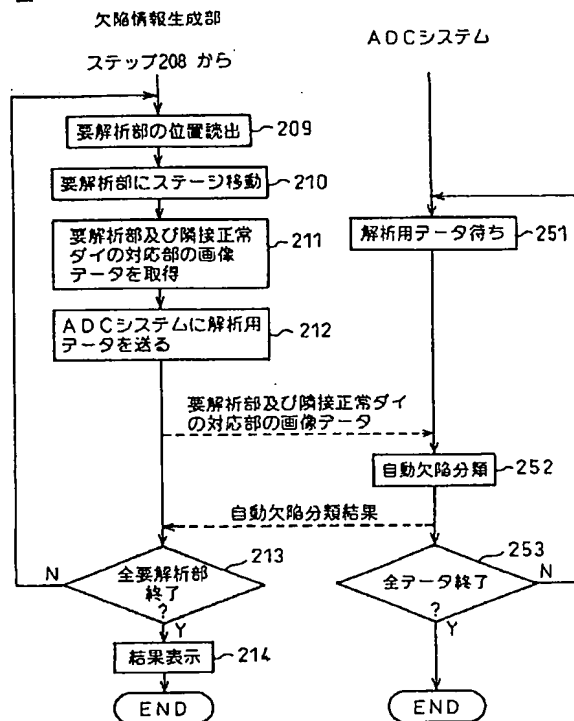 欠陥情報生成部
ADCシステム
ステップ208 から
要解析部の位置読出
209
要解析部にステージ移動
210
要解析部及び隣接正常
ダイの対応部の画像
データを取得
211
解析用データ待ち
251
ADCシステムに解析用
データを送る
212
要解析部及び隣接正常ダイ
の対応部の画像データ
自動欠陥分類
252
自動欠陥分類結果
213
253
N
全要解析部
終了
?
Y
全データ終了
?
N
Y
結果表示
214
END
END